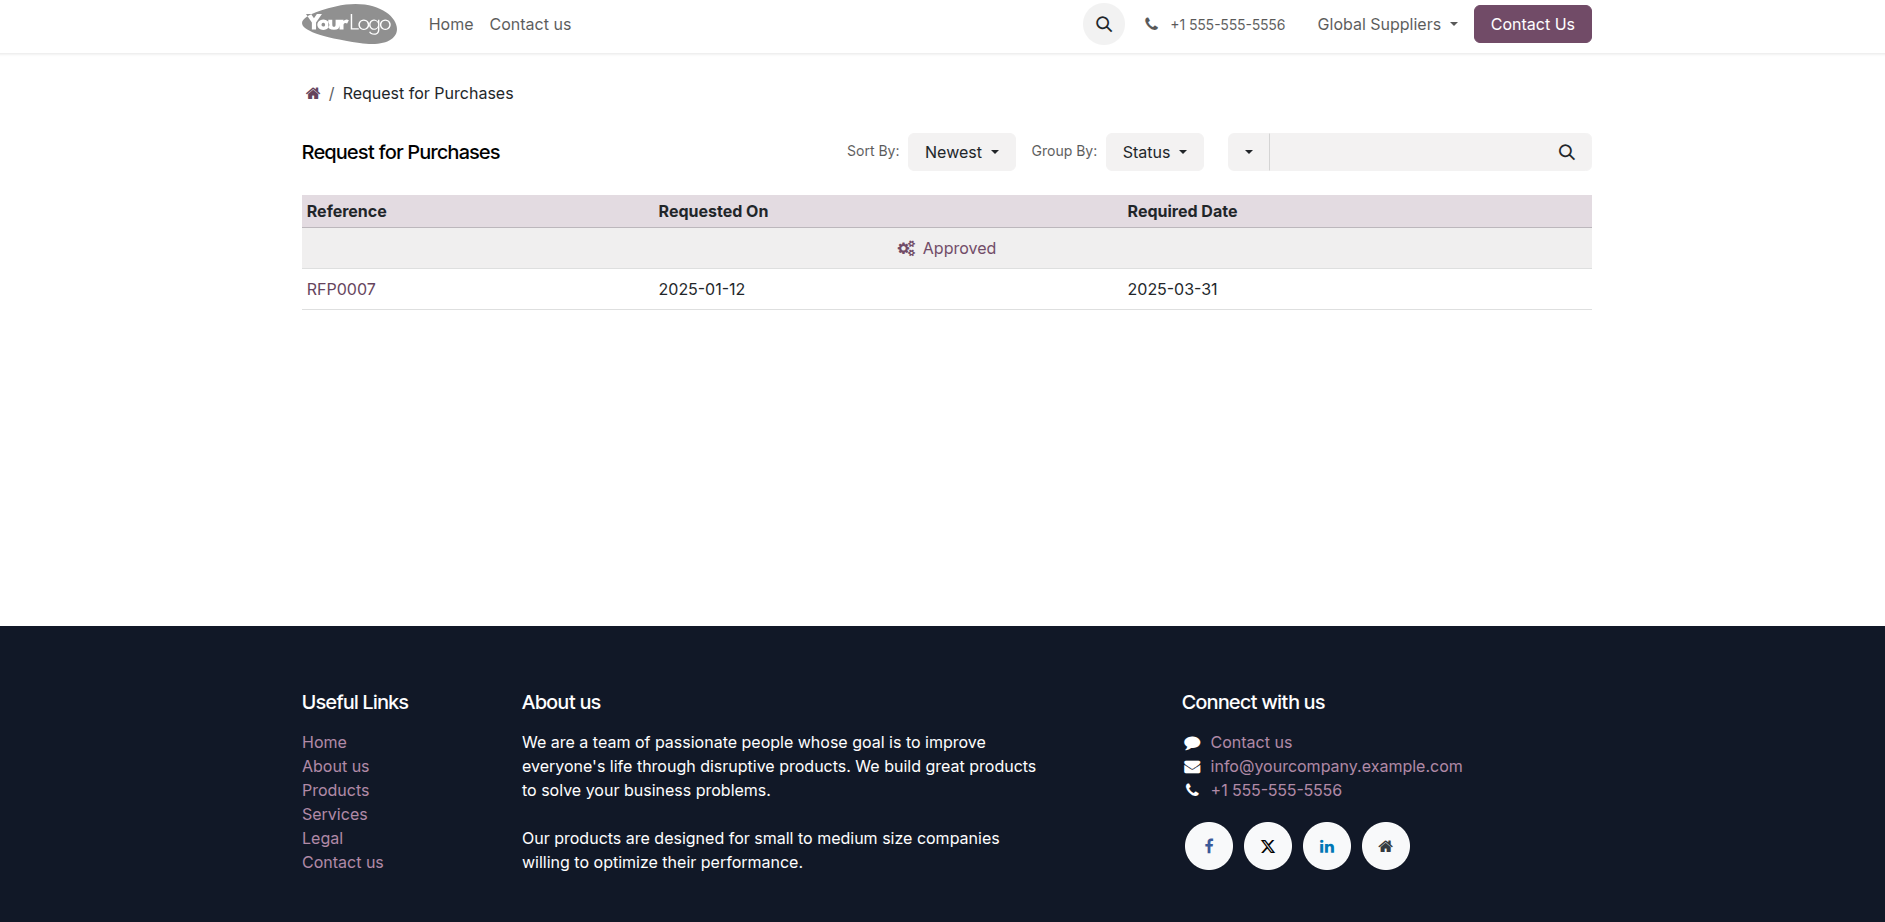 YourLogo
Home
Contact us
+1 555-555-5556
Global Suppliers
Contact Us
/ Request for Purchases
Request for Purchases
Sort By:
Newest
Group By:
Status
Reference
Requested On
Required Date
Approved
RFP0007
2025-01-12
2025-03-31
Useful Links
Home
About us
Products
Services
Legal
Contact us
About us
We are a team of passionate people whose goal is to improve
everyone's life through disruptive products. We build great products
to solve your business problems.
Our products are designed for small to medium size companies
willing to optimize their performance.
Connect with us
Contact us
info@yourcompany.example.com
+1 555-555-5556